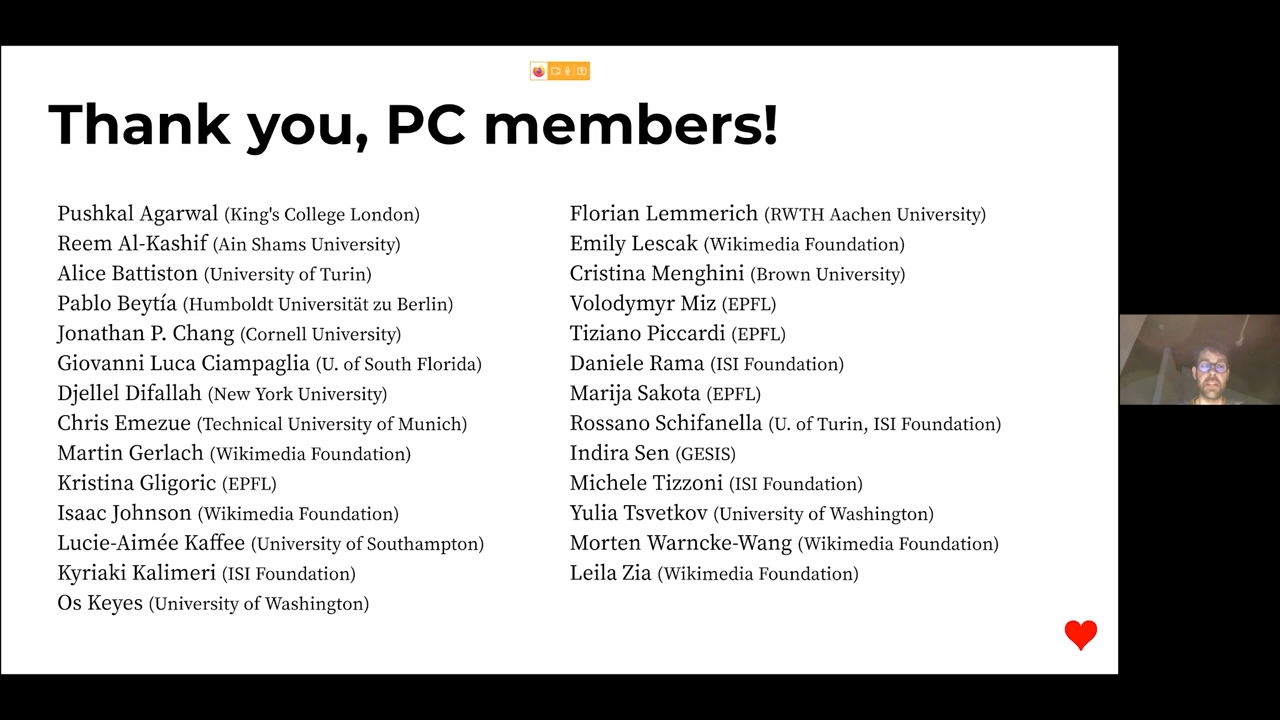 Thank you, PC members!
Pushkal Agarwal (King's College London)
Reem Al-Kashif (Ain Shams University)
Alice Battiston (University of Turin)
Pablo Beytía (Humboldt Universität zu Berlin)
Jonathan P. Chang (Cornell University)
Giovanni Luca Ciampaglia (U. of South Florida)
Djellel Difallah (New York University)
Chris Emezue (Technical University of Munich)
Martin Gerlach (Wikimedia Foundation)
Kristina Gligoric (EPFL)
Isaac Johnson (Wikimedia Foundation)
Lucie-Aimée Kaffee (University of Southampton)
Kyriaki Kalimeri (ISI Foundation)
Os Keyes (University of Washington)
Florian Lemmerich (RWTH Aachen University)
Emily Lescak (Wikimedia Foundation)
Cristina Menghini (Brown University)
Volodymyr Miz (EPFL)
Tiziano Piccardi (EPFL)
Daniele Rama (ISI Foundation)
Marija Sakota (EPFL)
Rossano Schifanella (U. of Turin, ISI Foundation)
Indira Sen (GESIS)
Michele Tizzoni (ISI Foundation)
Yulia Tsvetkov (University of Washington)
Morten Warncke-Wang (Wikimedia Foundation)
Leila Zia (Wikimedia Foundation)